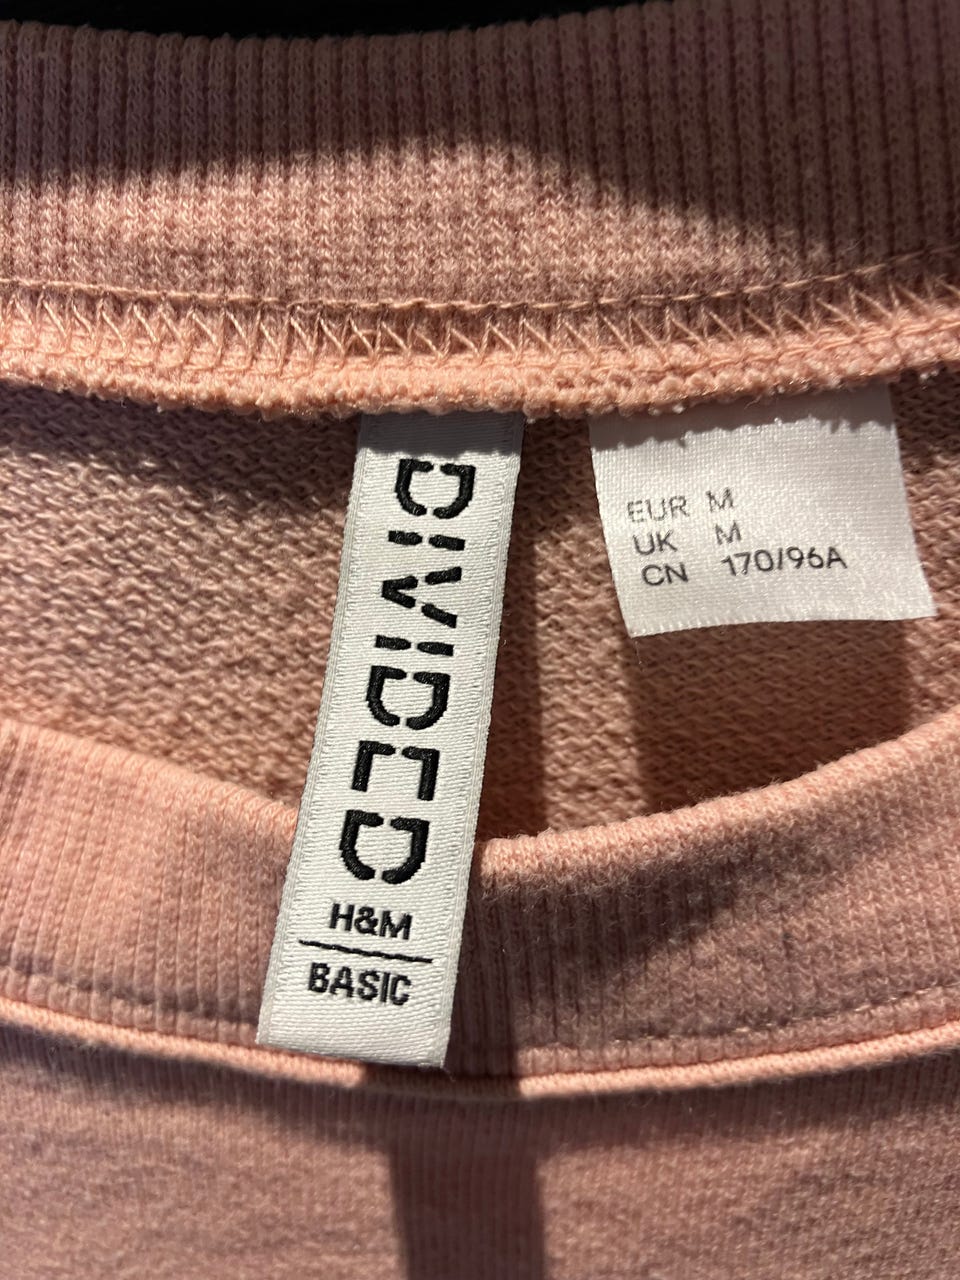 DIVIDED
H&M
BASIC
EUR M
UK M
CN 170/96A